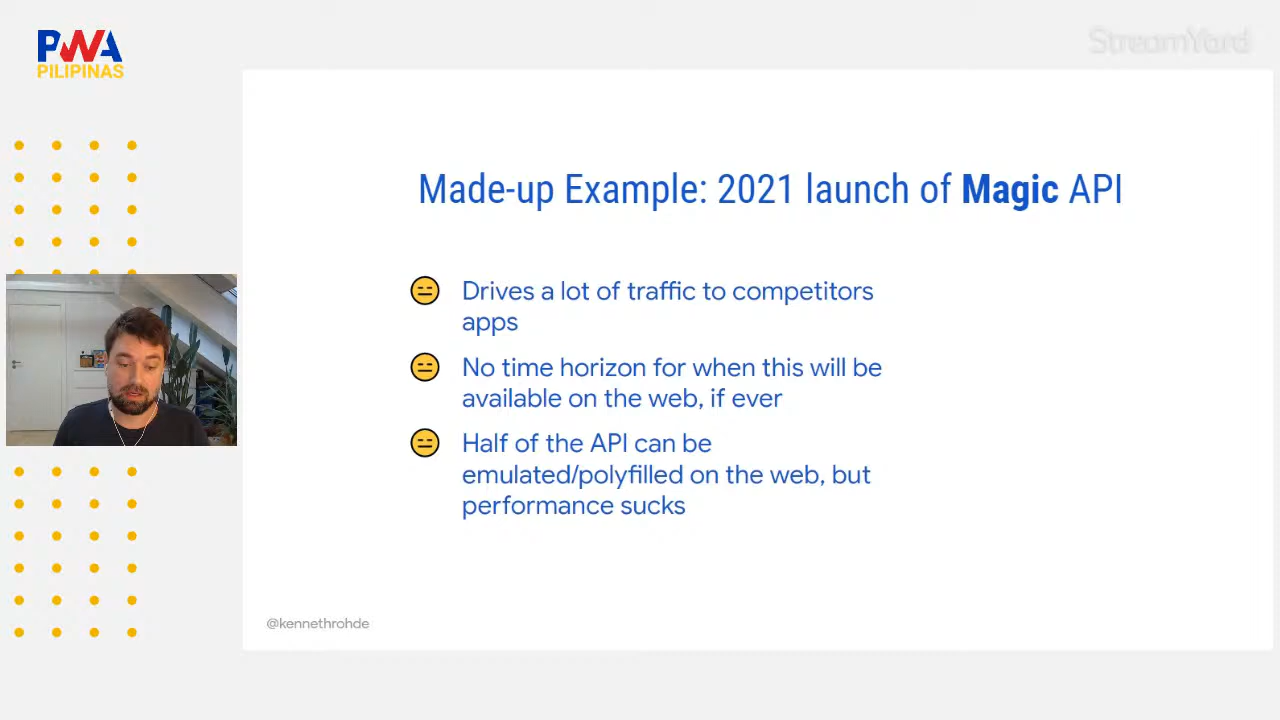 PWA
PILIPINAS
StreamYard
Made-up Example: 2021 launch of Magic API
Drives a lot of traffic to competitors
apps
No time horizon for when this will be
available on the web, if ever
Half of the API can be
emulated/polyfilled on the web, but
performance sucks
@kennethrohde